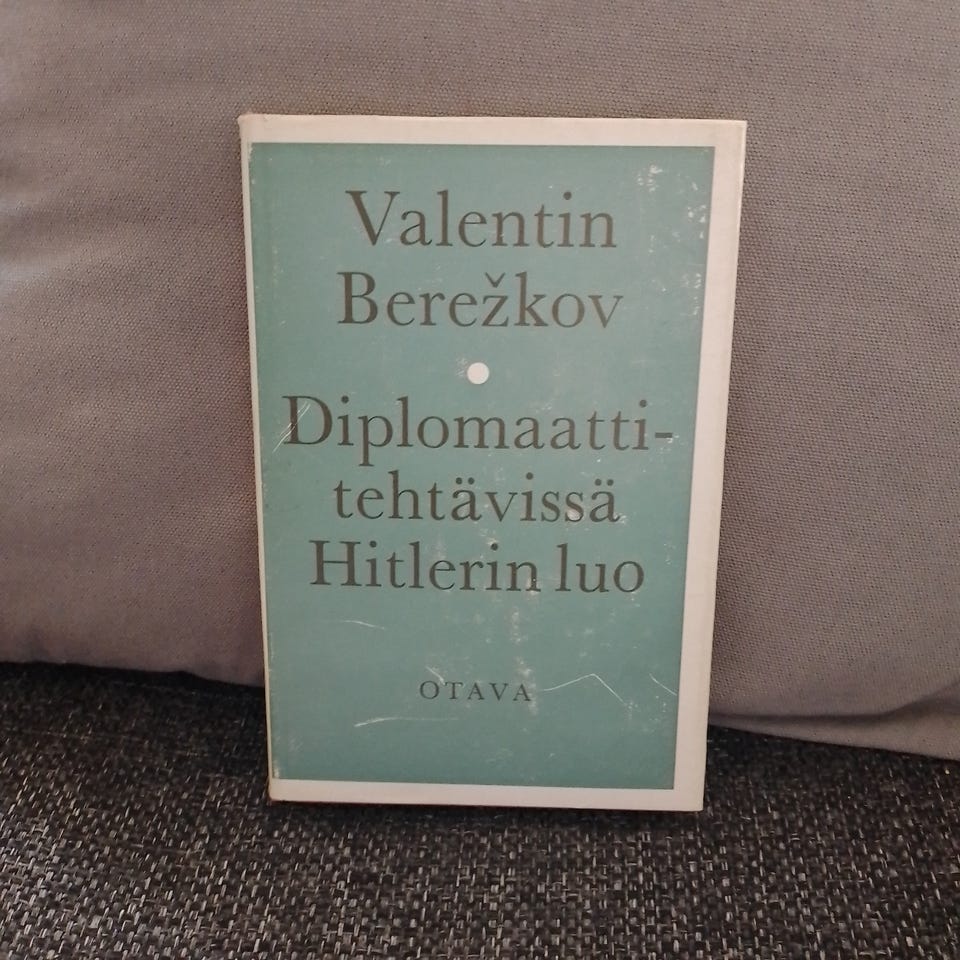 Valentin
Berežkov
Diplomaatti-
tehtävissä
Hitlerin luo
OTAVA